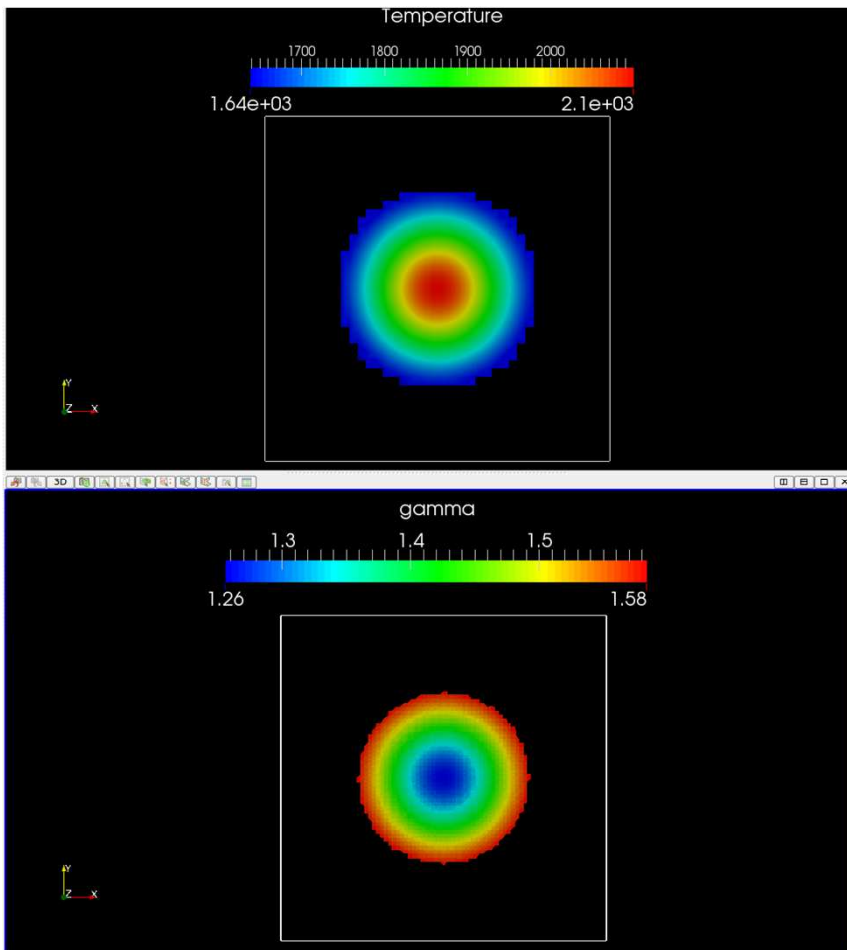 Temperature
1700 1800 1900 2000
1.64e+03 2.1e+03
Y
Z X
3D
gamma
1.3 1.4 1.5
1.26 1.58
Y
Z X